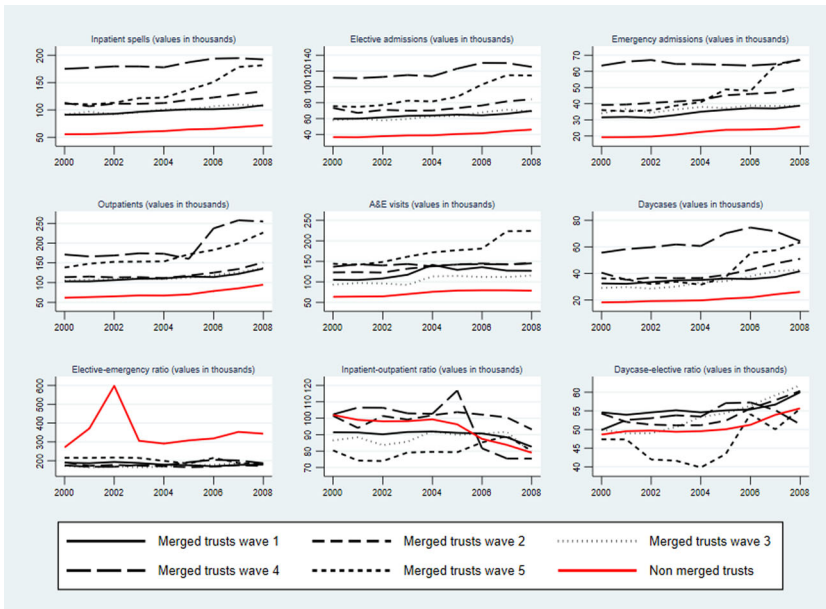 Inpatient spells (values in thousands)
200
150
100
50
2000 2002 2004 2006 2008
Elective admissions (values in thousands)
140
120
100
80
60
40
2000 2002 2004 2006 2008
Emergency admissions (values in thousands)
70
60
50
40
30
20
2000 2002 2004 2006 2008
Outpatients (values in thousands)
250
200
150
100
50
2000 2002 2004 2006 2008
A&E visits (values in thousands)
250
200
150
100
50
2000 2002 2004 2006 2008
Daycases (values in thousands)
80
60
40
20
2000 2002 2004 2006 2008
Elective-emergency ratio (values in thousands)
600
500
400
300
200
2000 2002 2004 2006 2008
Inpatient-outpatient ratio (values in thousands)
120
110
100
90
80
70
2000 2002 2004 2006 2008
Daycase-elective ratio (values in thousands)
60
55
50
45
40
2000 2002 2004 2006 2008
Merged trusts wave 1 Merged trusts wave 2 Merged trusts wave 3
Merged trusts wave 4 Merged trusts wave 5 Non merged trusts